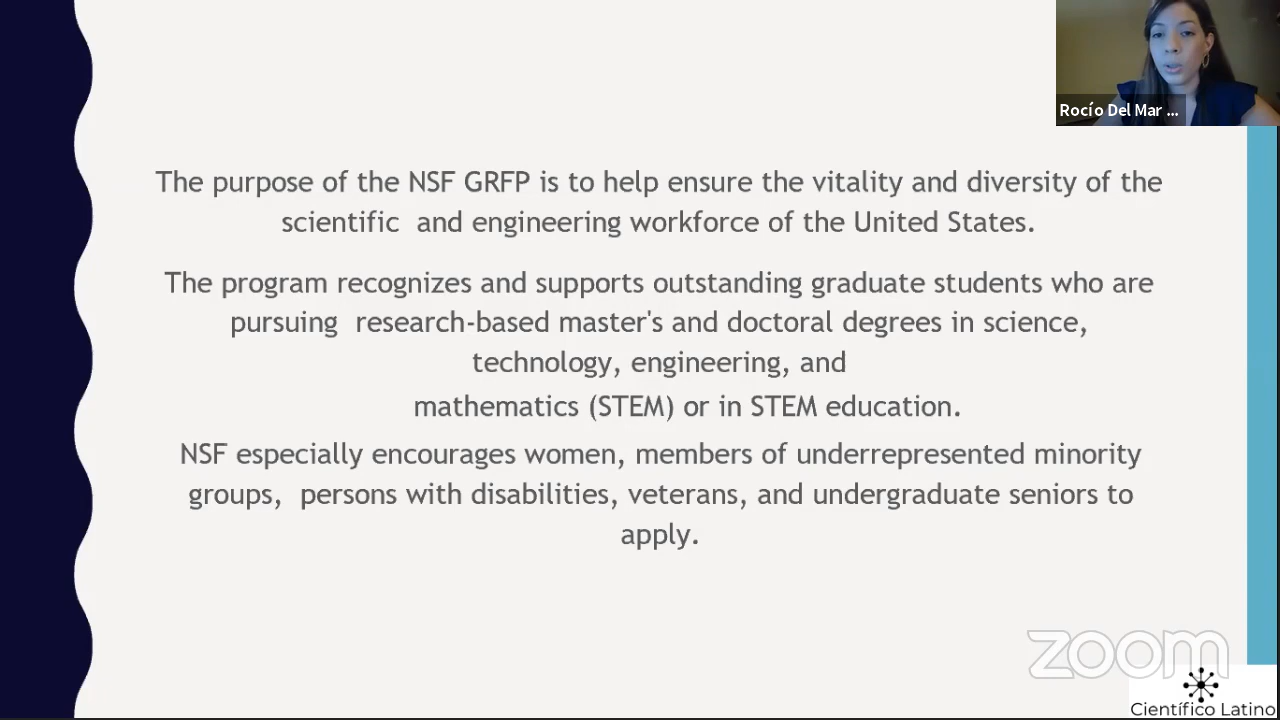 Rocío Del Mar ...
The purpose of the NSF GRFP is to help ensure the vitality and diversity of the
scientific and engineering workforce of the United States.
The program recognizes and supports outstanding graduate students who are
pursuing research-based master's and doctoral degrees in science,
technology, engineering, and
mathematics (STEM) or in STEM education.
NSF especially encourages women, members of underrepresented minority
groups, persons with disabilities, veterans, and undergraduate seniors to
apply.
zoom
Científico Latino